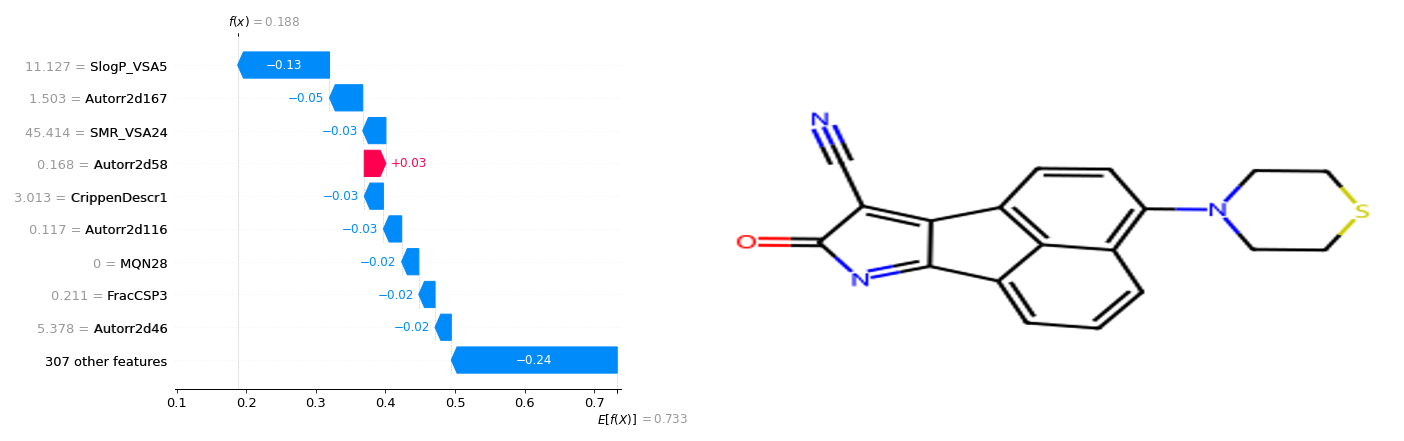 f(x) = 0.188
11.127 = SlogP_VSA5
−0.13
1.503 = Autorr2d167
−0.05
45.414 = SMR_VSA24
−0.03
0.168 = Autorr2d58
+0.03
3.013 = CrippenDescr1
−0.03
0.117 = Autorr2d116
−0.03
0 = MQN28
−0.02
0.211 = FracCSP3
−0.02
5.378 = Autorr2d46
−0.02
307 other features
−0.24
0.1 0.2 0.3 0.4 0.5 0.6 0.7
E[f(X)] = 0.733
N
O
N
N
S